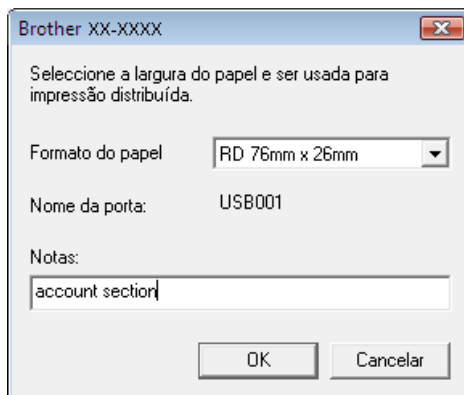 Brother XX-XXXX
Seleccione a largura do papel e ser usada para
impressão distribuída.
Formato do papel
RD 76mm x 26mm
Nome da porta:
USB001
Notas:
account section
OK
Cancelar